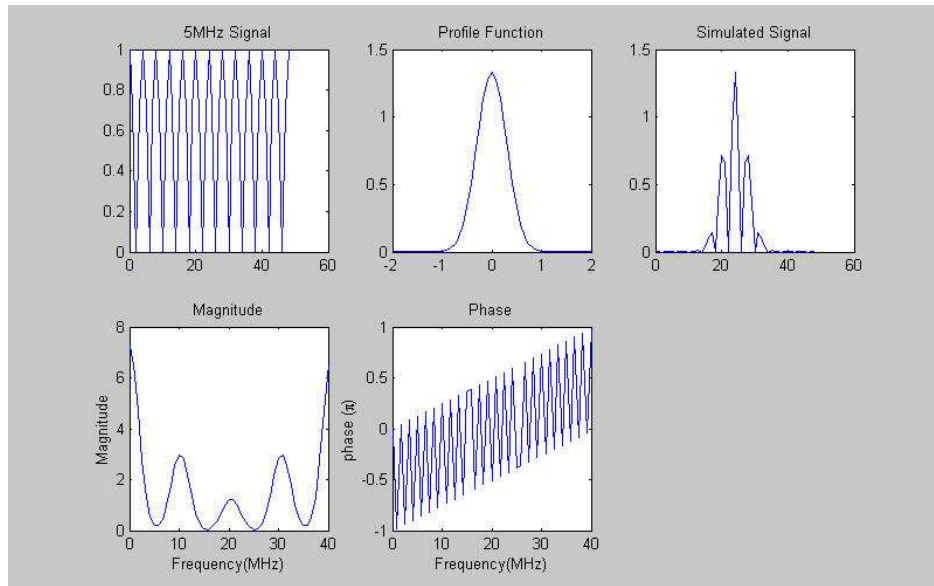 5MHz Signal
1
0.8
0.6
0.4
0.2
0
0 20 40 60
Profile Function
1.5
1
0.5
0
-2 -1 0 1 2
Simulated Signal
1.5
1
0.5
0
0 20 40 60
Magnitude
Magnitude
8
6
4
2
0
0 10 20 30 40
Frequency(MHz)
Phase
phase (π)
1
0.5
0
-0.5
-1
0 10 20 30 40
Frequency(MHz)